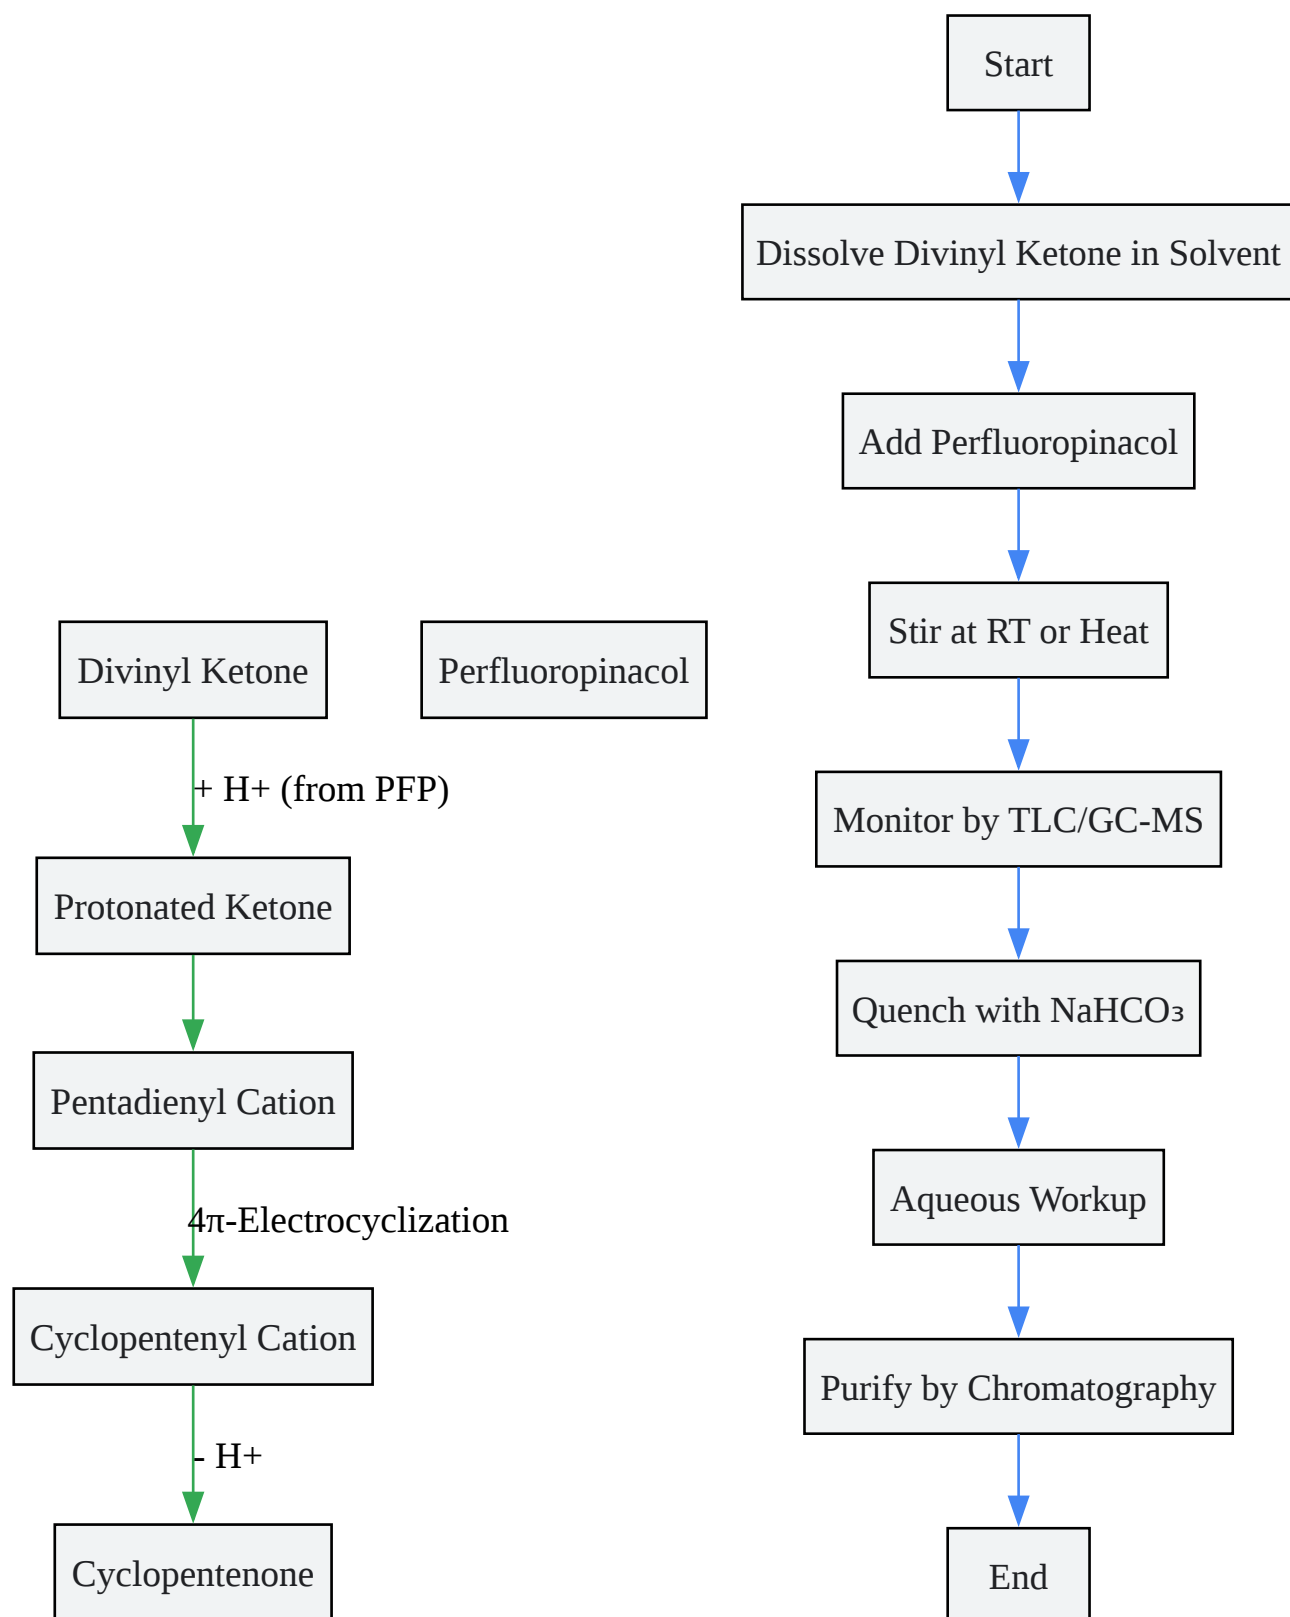 Start
Dissolve Divinyl Ketone in Solvent
Add Perfluoropinacol
Stir at RT or Heat
Monitor by TLC/GC-MS
Quench with NaHCO₃
Aqueous Workup
Purify by Chromatography
End
Divinyl Ketone
Perfluoropinacol
+ H+ (from PFP)
Protonated Ketone
Pentadienyl Cation
4π-Electrocyclization
Cyclopentenyl Cation
- H+
Cyclopentenone